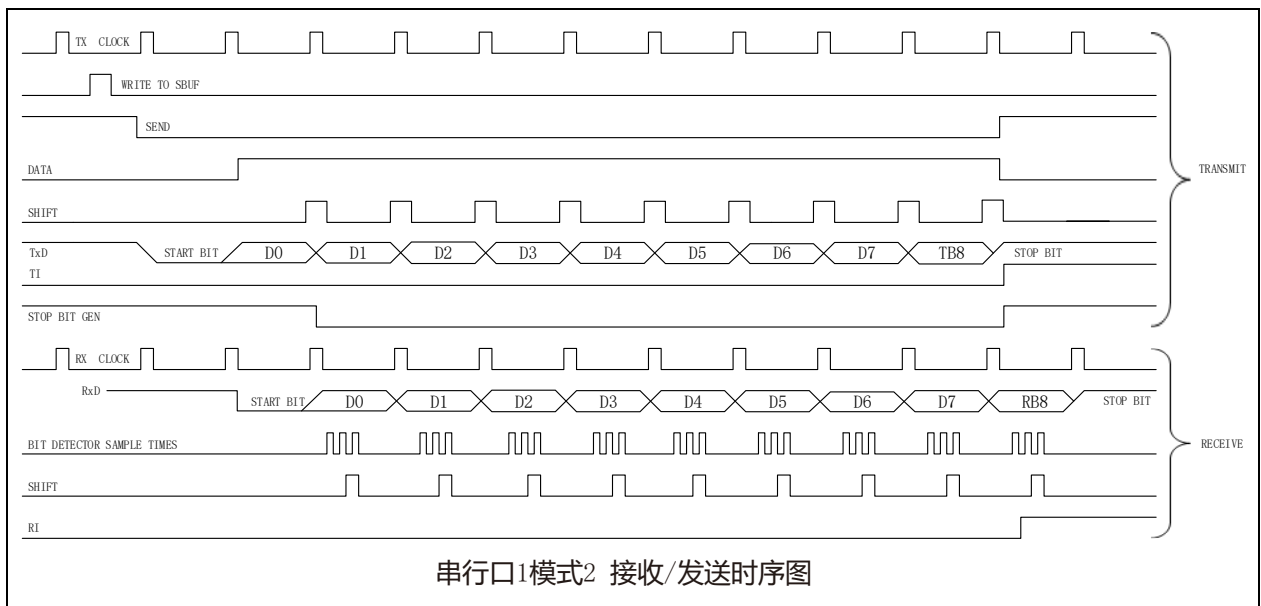 TX CLOCK
WRITE TO SBUF
SEND
DATA
TRANSMIT
SHIFT
TxD START BIT D0 D1 D2 D3 D4 D5 D6 D7 TB8 STOP BIT
TI
STOP BIT GEN
RX CLOCK
RxD START BIT D0 D1 D2 D3 D4 D5 D6 D7 RB8 STOP BIT
BIT DETECTOR SAMPLE TIMES
RECEIVE
SHIFT
RI
串行口1模式2 接收/发送时序图